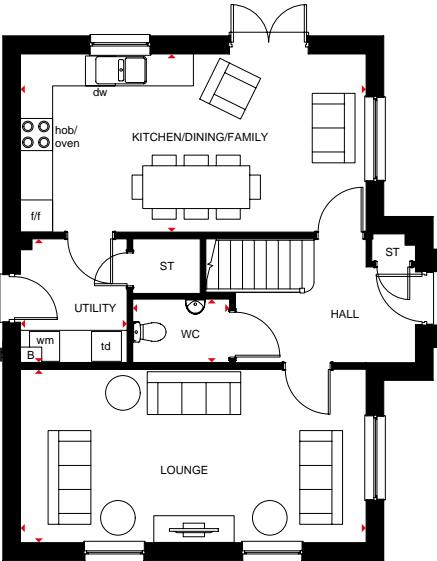 dw
hob/
oven
KITCHEN/DINING/FAMILY
f/f
ST
ST
UTILITY
HALL
WC
wm
td
B
LOUNGE